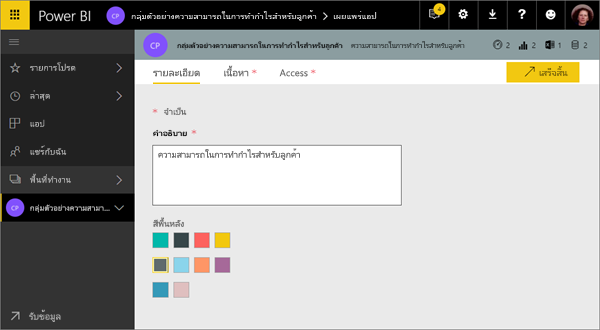 Power BI
CP กลุ่มตัวอย่างความสามารถในการทำกำไรสำหรับลูกค้า > เผยแพร่แอป
4
CP กลุ่มตัวอย่างความสามารถในการทำกำไรสำหรับลูกค้า ความสามารถในการทำกำไรสำหรับลูกค้า 2 2 1 2
รายการโปรด
ล่าสุด
แอป
แชร์กับฉัน
พื้นที่ทำงาน
CP กลุ่มตัวอย่างความสามา...
รับข้อมูล
รายละเอียด เนื้อหา * Access * เสร็จสิ้น
* จำเป็น
คำอธิบาย *
ความสามารถในการทำกำไรสำหรับลูกค้า
สีพื้นหลัง